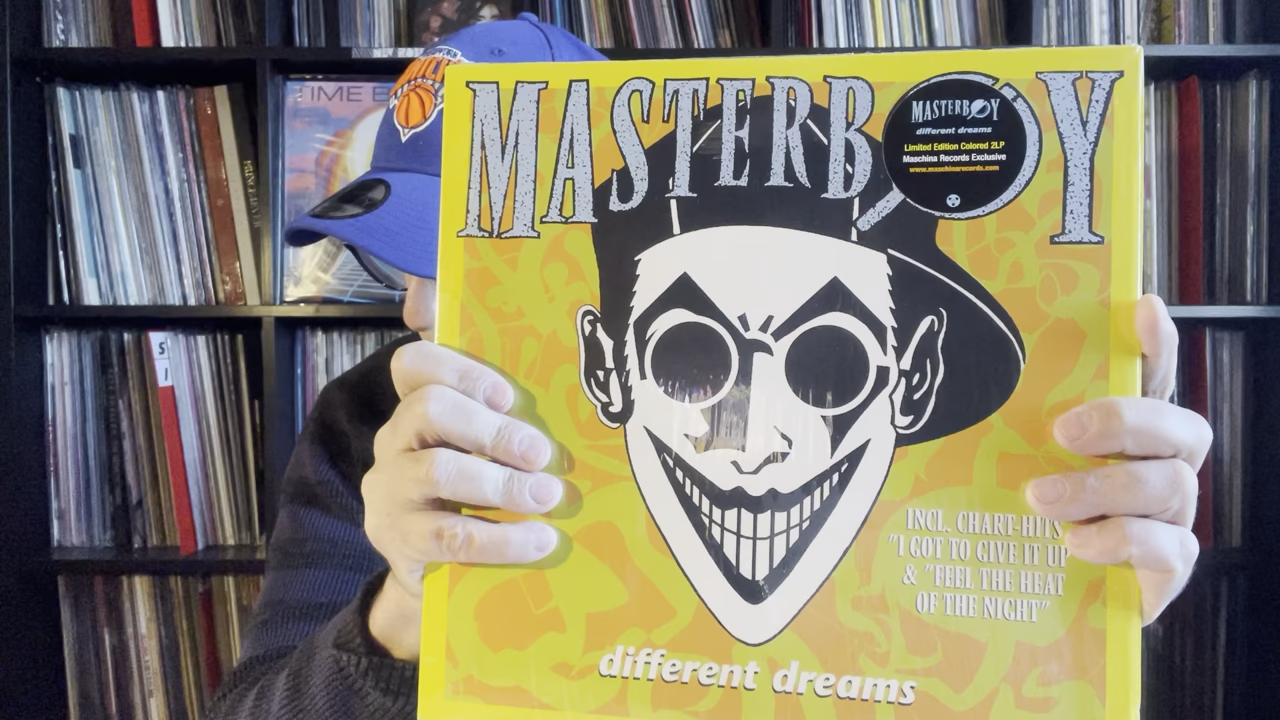 MASTERBOY
MASTERBOY
different dreams
Limited Edition Colored 2LP
Maschina Records Exclusive
www.maschinarecords.com
TIME
INCL. CHART-HITS
"I GOT TO GIVE IT UP
& "FEEL THE HEAT
OF THE NIGHT"
different dreams